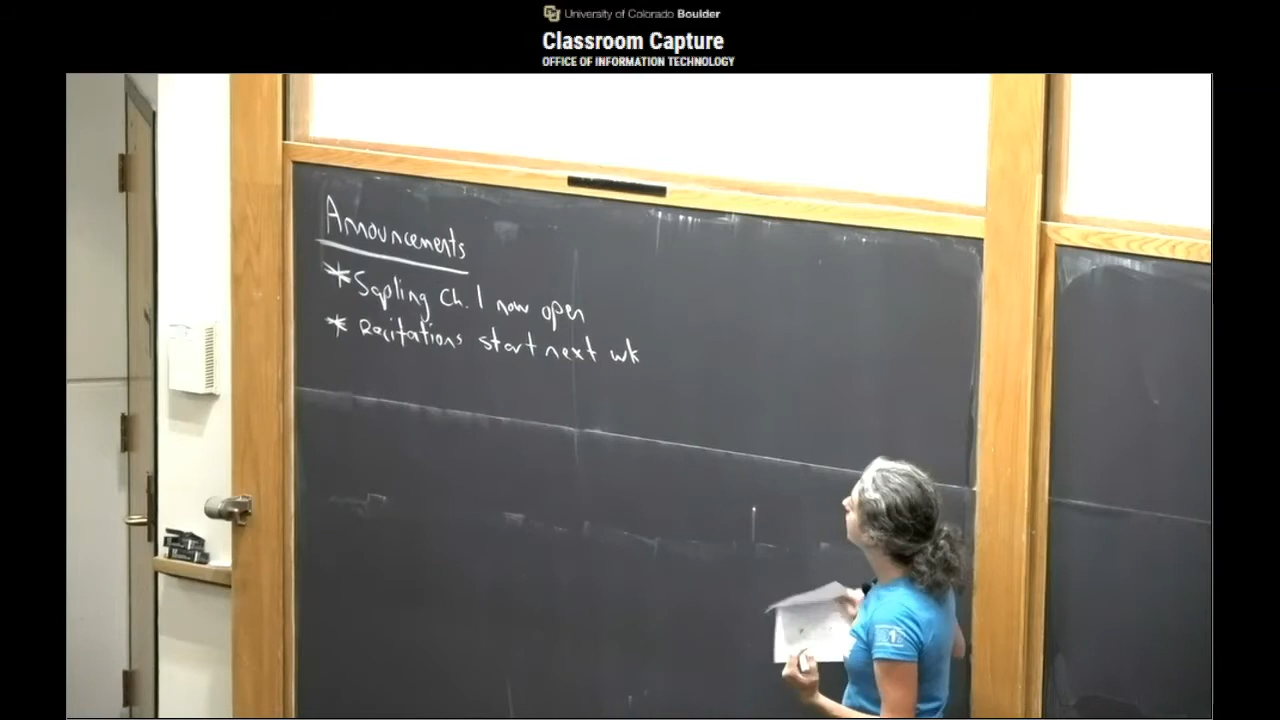 University of Colorado Boulder
Classroom Capture
OFFICE OF INFORMATION TECHNOLOGY
Announcements
* Sapling Ch. 1 now open
* Recitations start next wk